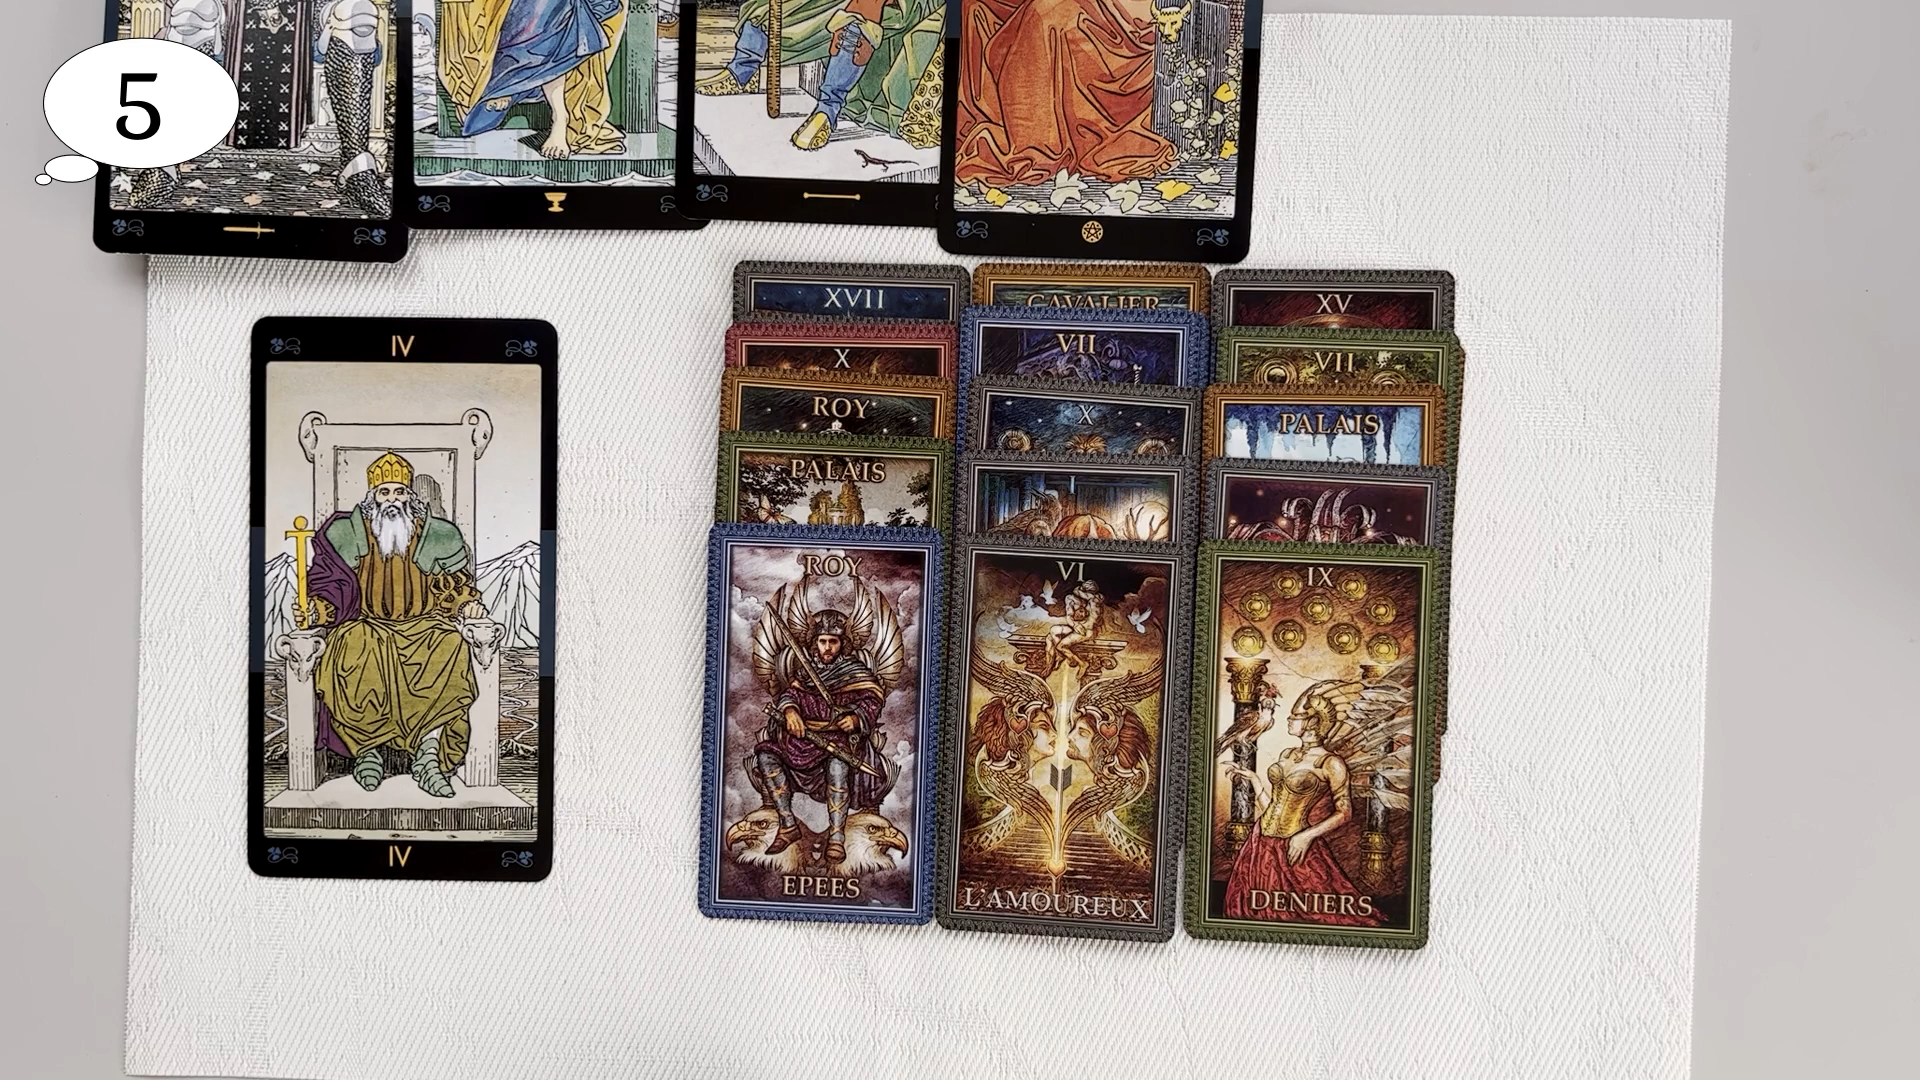 5
IV
IV
XVII
X
ROY
PALAIS
ROY
EPEES
CAVALIER
VII
X
I
VI
L'AMOUREUX
XV
VII
PALAIS
IX
DENIERS